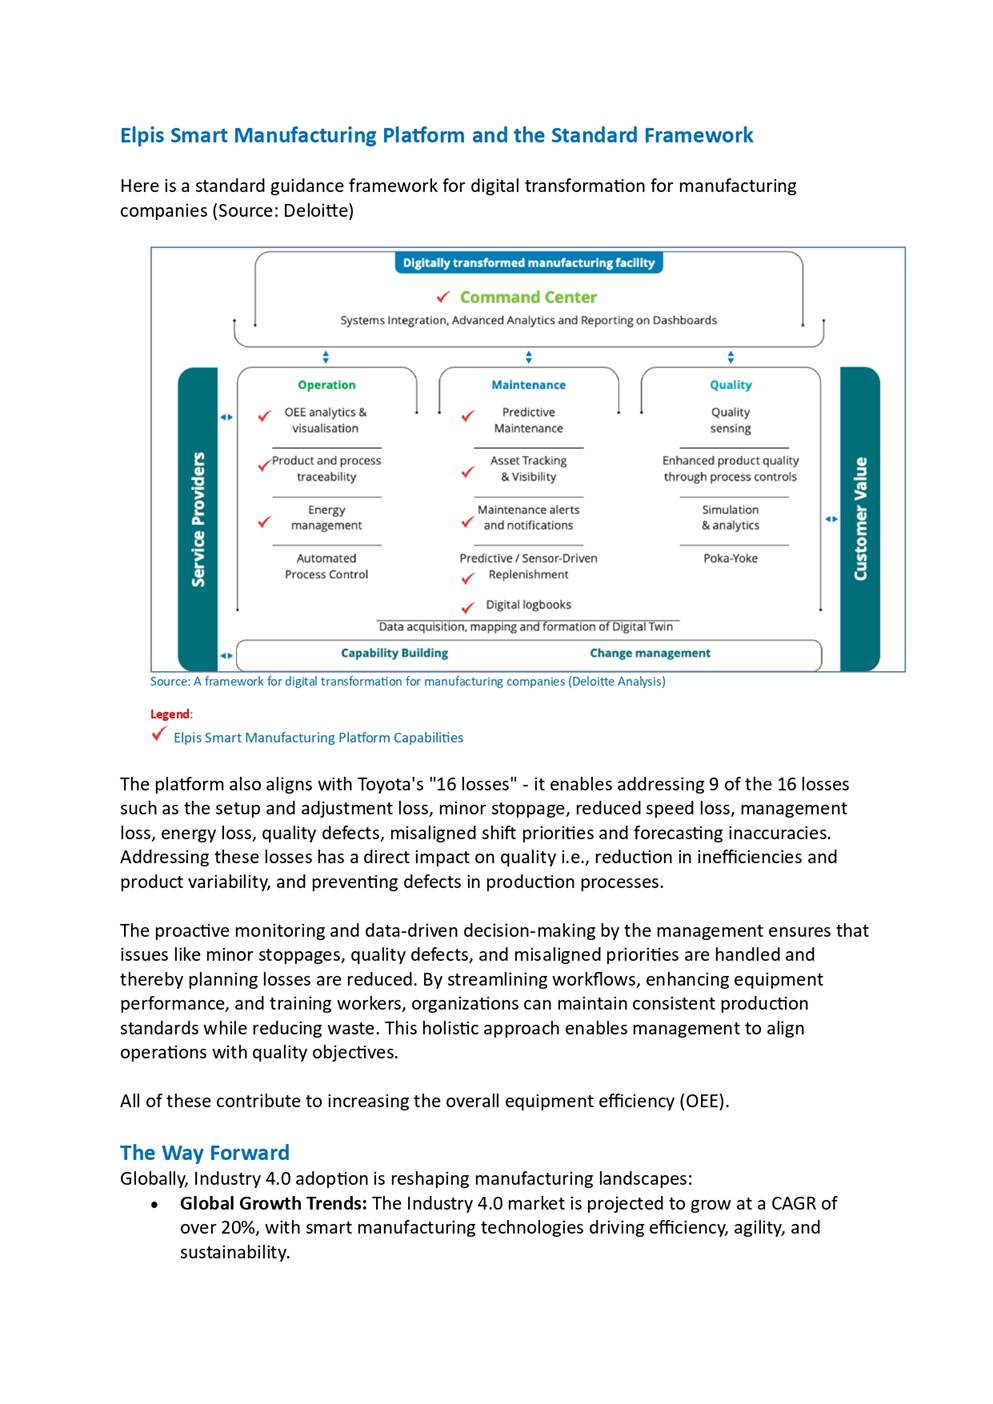 Elpis Smart Manufacturing Platform and the Standard Framework
Here is a standard guidance framework for digital transformation for manufacturing
companies (Source: Deloitte)
Digitally transformed manufacturing facility
Command Center
Systems Integration, Advanced Analytics and Reporting on Dashboards
Service Providers
Operation
OEE analytics &
visualisation
Product and process
traceability
Energy
management
Automated
Process Control
Maintenance
Predictive
Maintenance
Asset Tracking
& Visibility
Maintenance alerts
and notifications
Predictive / Sensor-Driven
Replenishment
Digital logbooks
Quality
Quality
sensing
Enhanced product quality
through process controls
Simulation
& analytics
Poka-Yoke
Customer Value
Data acquisition, mapping and formation of Digital Twin
Capability Building
Change management
Source: A framework for digital transformation for manufacturing companies (Deloitte Analysis)
Legend:
Elpis Smart Manufacturing Platform Capabilities
The platform also aligns with Toyota's "16 losses" - it enables addressing 9 of the 16 losses
such as the setup and adjustment loss, minor stoppage, reduced speed loss, management
loss, energy loss, quality defects, misaligned shift priorities and forecasting inaccuracies.
Addressing these losses has a direct impact on quality i.e., reduction in inefficiencies and
product variability, and preventing defects in production processes.
The proactive monitoring and data-driven decision-making by the management ensures that
issues like minor stoppages, quality defects, and misaligned priorities are handled and
thereby planning losses are reduced. By streamlining workflows, enhancing equipment
performance, and training workers, organizations can maintain consistent production
standards while reducing waste. This holistic approach enables management to align
operations with quality objectives.
All of these contribute to increasing the overall equipment efficiency (OEE).
The Way Forward
Globally, Industry 4.0 adoption is reshaping manufacturing landscapes:
• Global Growth Trends: The Industry 4.0 market is projected to grow at a CAGR of
over 20%, with smart manufacturing technologies driving efficiency, agility, and
sustainability.